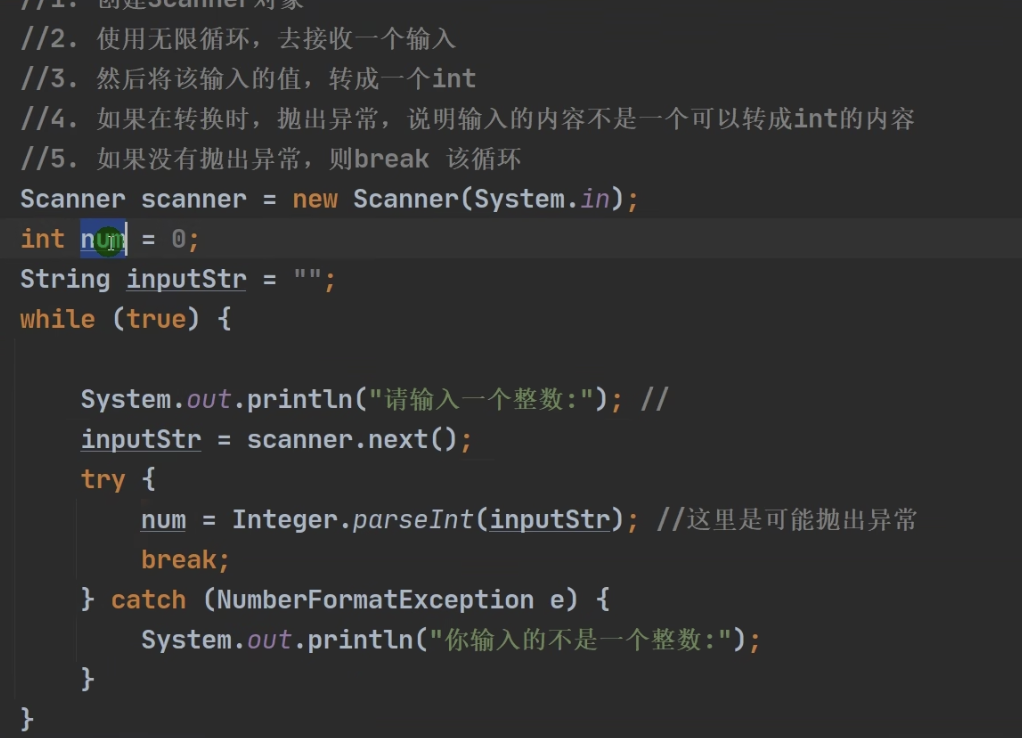 //1. 创建Scanner对象
//2. 使用无限循环，去接收一个输入
//3. 然后将该输入的值，转成一个int
//4. 如果在转换时，抛出异常，说明输入的内容不是一个可以转成int的内容
//5. 如果没有抛出异常，则break 该循环
Scanner scanner = new Scanner(System.in);
int num = 0;
String inputStr = "";
while (true) {
System.out.println("请输入一个整数:"); //
inputStr = scanner.next();
try {
num = Integer.parseInt(inputStr); //这里是可能抛出异常
break;
} catch (NumberFormatException e) {
System.out.println("你输入的不是一个整数:");
}
}